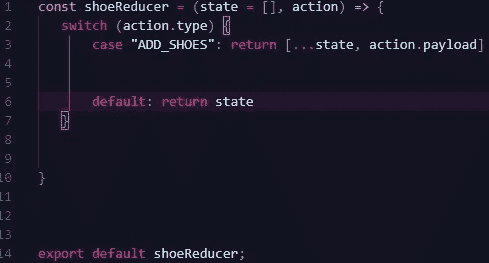 1 const shoeReducer = (state = [], action) => {
2 switch (action.type) {
3 case "ADD_SHOES": return [...state, action.payload]
4
5
6 default: return state
7 }
8
9
10 }
11
12
13
14 export default shoeReducer;